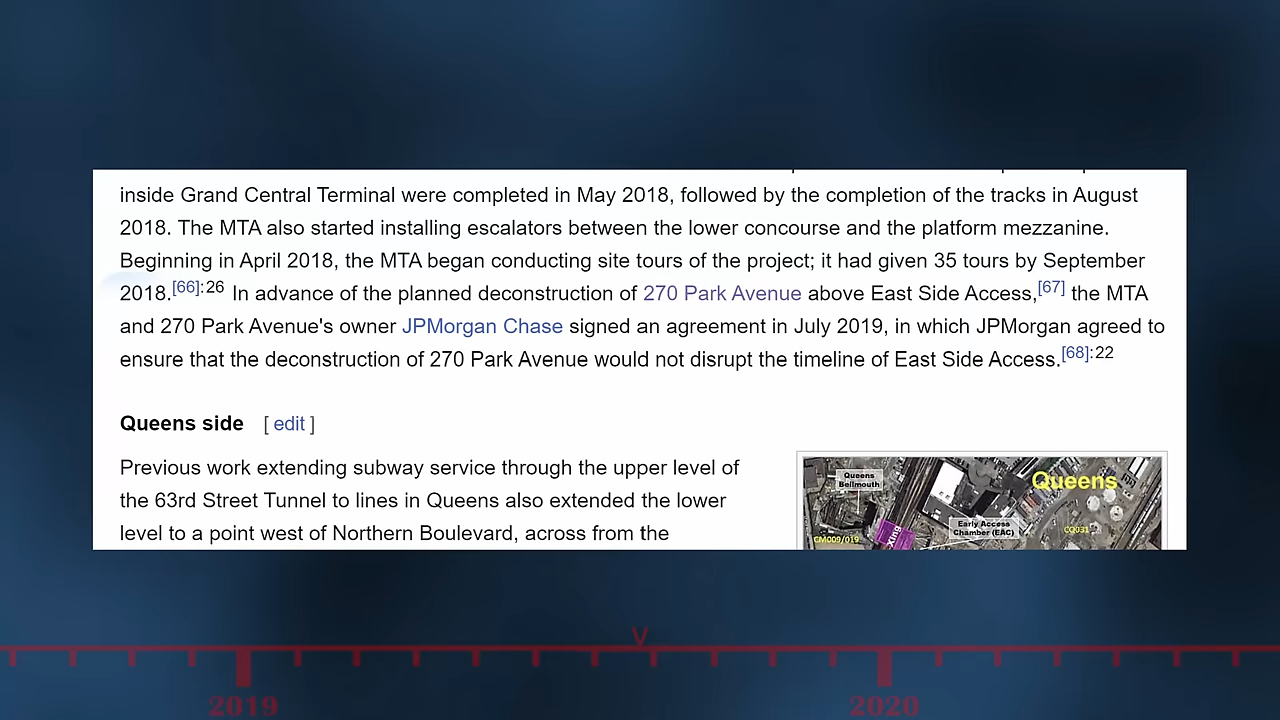 inside Grand Central Terminal were completed in May 2018, followed by the completion of the tracks in August
2018. The MTA also started installing escalators between the lower concourse and the platform mezzanine.
Beginning in April 2018, the MTA began conducting site tours of the project; it had given 35 tours by September
2018.[66]:26 In advance of the planned deconstruction of 270 Park Avenue above East Side Access,[67] the MTA
and 270 Park Avenue's owner JPMorgan Chase signed an agreement in July 2019, in which JPMorgan agreed to
ensure that the deconstruction of 270 Park Avenue would not disrupt the timeline of East Side Access.[68]:22
Queens side [ edit ]
Previous work extending subway service through the upper level of
the 63rd Street Tunnel to lines in Queens also extended the lower
level to a point west of Northern Boulevard, across from the
Queens
Bellmouth
Queens
Early Access
Chamber (EAC)
CQ031
CM009/019
Xing
V
2019
2020